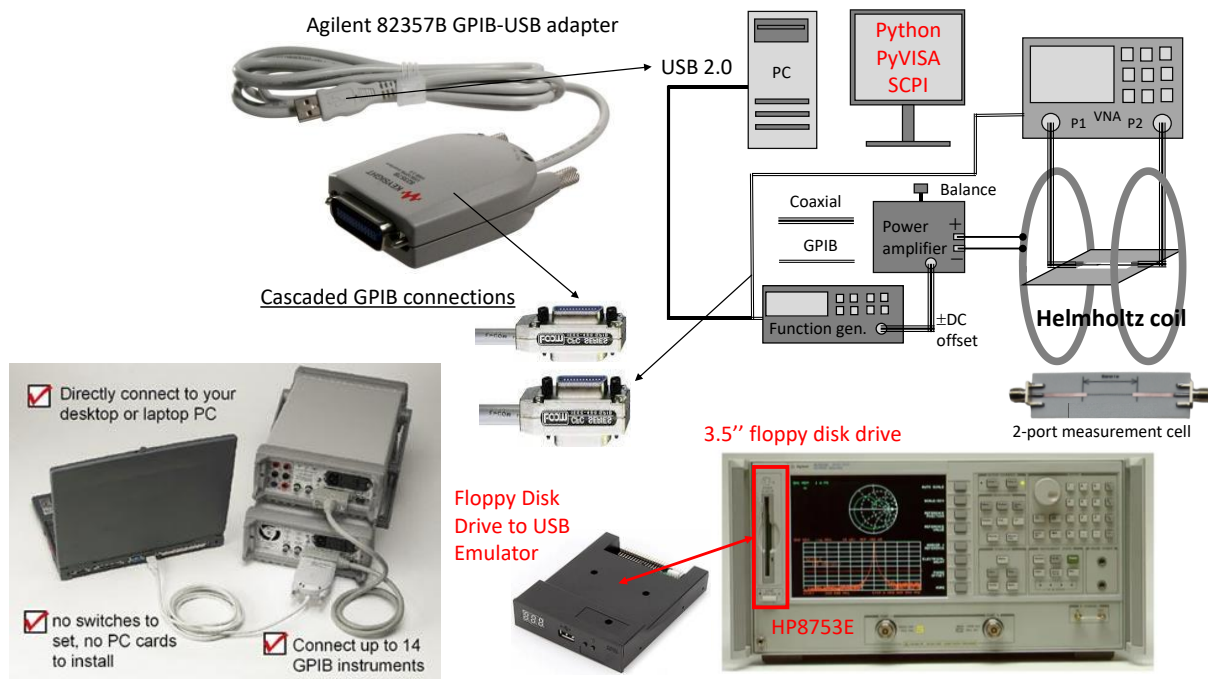 Agilent 82357B GPIB-USB adapter
USB 2.0
PC
Python
PyVISA
SCPI
P1
VNA
P2
KEYSIGHT
Coaxial
GPIB
Balance
Power
amplifier
+
−
Function gen.
±DC
offset
Helmholtz coil
Cascaded GPIB connections
2-port measurement cell
Directly connect to your
desktop or laptop PC
no switches to
set, no PC cards
to install
Connect up to 14
GPIB instruments
3.5’’ floppy disk drive
Floppy Disk
Drive to USB
Emulator
HP8753E